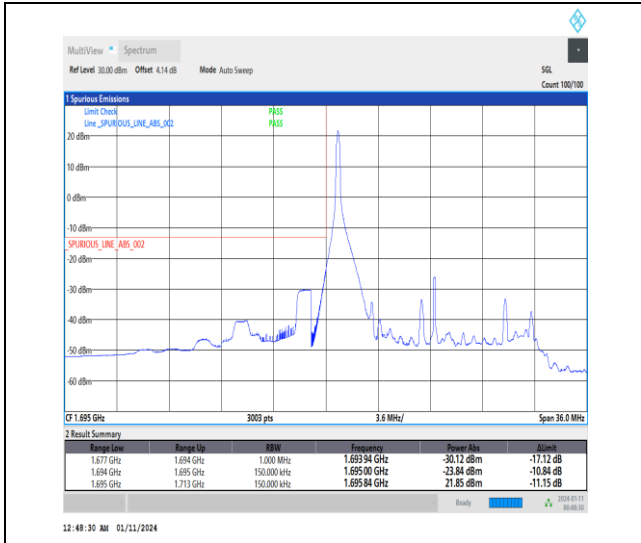 MultiView Spectrum
Ref Level 30.00 dBm Offset 4.14 dB Mode Auto Sweep SGL
Count 100/100
1 Spurious Emissions
Limit Check PASS
Line _SPURIOUS_LINE_ABS_002 PASS
20 dBm
10 dBm
0 dBm
-10 dBm
_SPURIOUS_LINE_ABS_002
-20 dBm
-30 dBm
-40 dBm
-50 dBm
-60 dBm
CF 1.695 GHz 3003 pts 3.6 MHz/ Span 36.0 MHz
2 Result Summary
Range Low Range Up RBW Frequency Power Abs ΔLimit
1.677 GHz 1.694 GHz 1.000 MHz 1.693 94 GHz -30.12 dBm -17.12 dB
1.694 GHz 1.695 GHz 150.000 kHz 1.695 00 GHz -23.84 dBm -10.84 dB
1.695 GHz 1.713 GHz 150.000 kHz 1.695 84 GHz 21.85 dBm -11.15 dB
Ready 2024-01-11
00:48:30
12:48:30 AM 01/11/2024